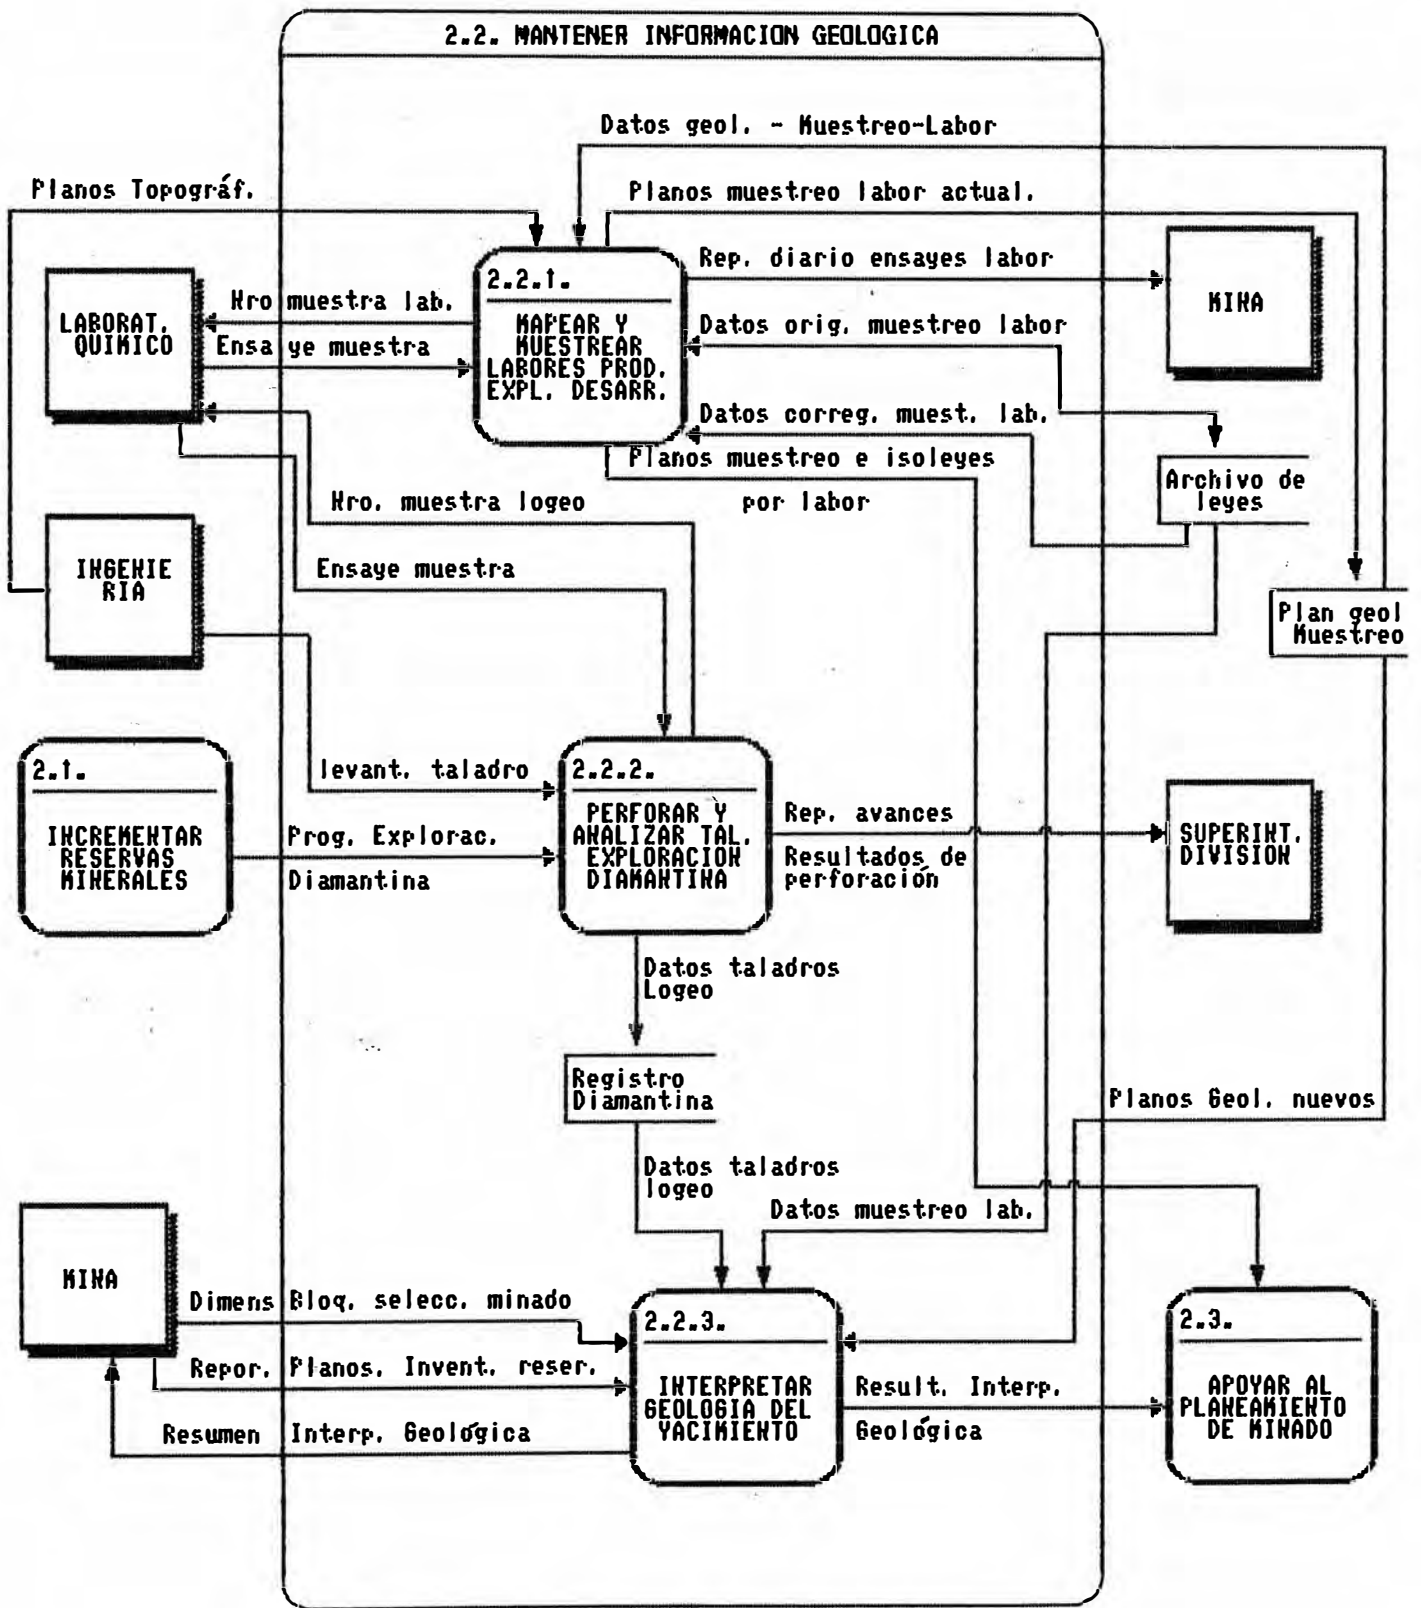 2.2. MANTENER INFORMACION GEOLOGICA
Datos geol. - Muestreo-Labor
Planos Topográf.
Planos muestreo labor actual.
2.2.1.
MAPEAR Y
MUESTREAR
LABORES PROD.
EXPL. DESARR.
Rep. diario ensayes labor
MINA
LABORAT.
QUIMICO
Nro muestra lab.
Ensa ye muestra
Datos orig. muestreo labor
Datos correg. muest. lab.
Planos muestreo e isoleyes
por labor
Archivo de
leyes
Nro. muestra logeo
INGENIE
RIA
Ensaye muestra
Plan geol
Muestreo
2.1.
INCREMENTAR
RESERVAS
MINERALES
levant. taladro
Prog. Explorac.
Diamantina
2.2.2.
PERFORAR Y
ANALIZAR TAL.
EXPLORACION
DIAMANTINA
Rep. avances
Resultados de
perforación
SUPERINT.
DIVISION
Datos taladros
Logeo
Registro
Diamantina
Planos Geol. nuevos
Datos taladros
logeo
Datos muestreo lab.
MINA
Dimens Bloq. selecc. minado
Repor. Planos. Invent. reser.
Resumen Interp. Geológica
2.2.3.
INTERPRETAR
GEOLOGIA DEL
YACIMIENTO
Result. Interp.
Geológica
2.3.
APOYAR AL
PLANEAMIENTO
DE MINADO